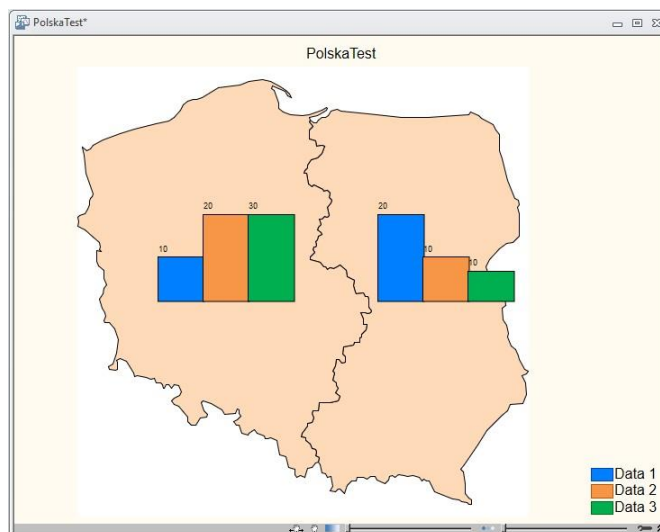 PolskaTest*
PolskaTest
20 30 20
10 10 10
Data 1
Data 2
Data 3